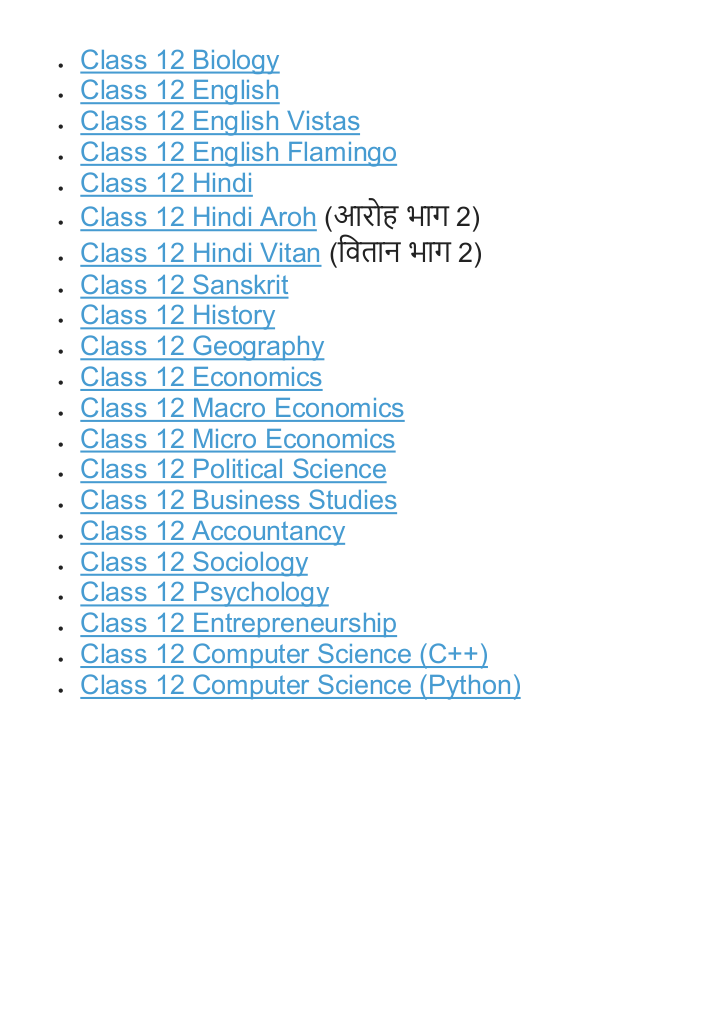 • Class 12 Biology
• Class 12 English
• Class 12 English Vistas
• Class 12 English Flamingo
• Class 12 Hindi
• Class 12 Hindi Aroh (आरोह भाग 2)
• Class 12 Hindi Vitan (वितान भाग 2)
• Class 12 Sanskrit
• Class 12 History
• Class 12 Geography
• Class 12 Economics
• Class 12 Macro Economics
• Class 12 Micro Economics
• Class 12 Political Science
• Class 12 Business Studies
• Class 12 Accountancy
• Class 12 Sociology
• Class 12 Psychology
• Class 12 Entrepreneurship
• Class 12 Computer Science (C++)
• Class 12 Computer Science (Python)